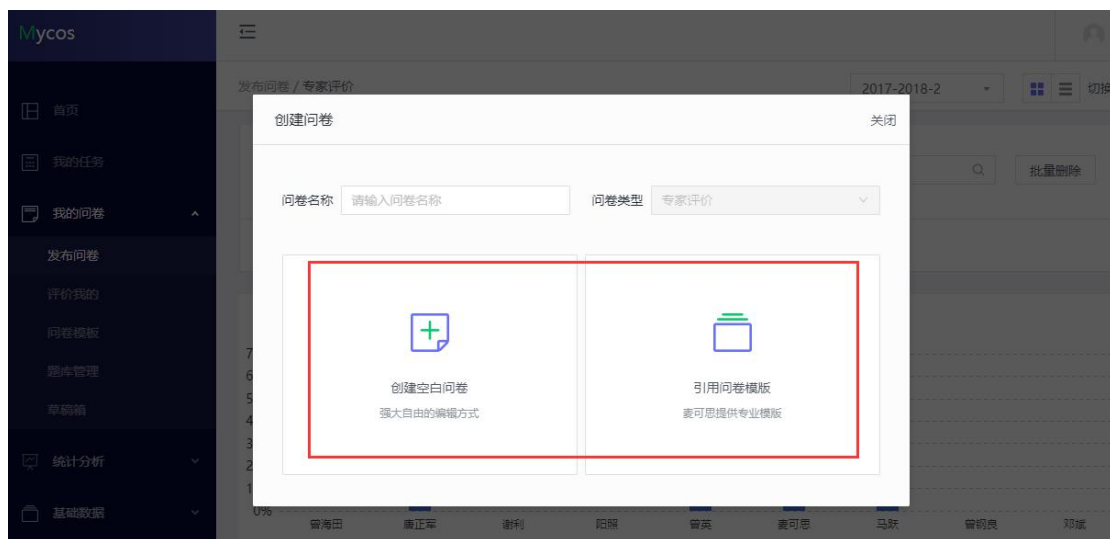 Mycos
发布问卷 / 专家评价
2017-2018-2
切换
首页
我的任务
我的问卷
发布问卷
评价我的
问卷模板
题库管理
草稿箱
统计分析
基础数据
批量删除
创建问卷
关闭
问卷名称
请输入问卷名称
问卷类型
专家评价
创建空白问卷
强大自由的编辑方式
引用问卷模版
麦可思提供专业模版
7
6
5
4
3
2
1
0%
曾海田
唐正军
谢利
阳照
曾英
麦可思
马跃
曾钢良
邓斌